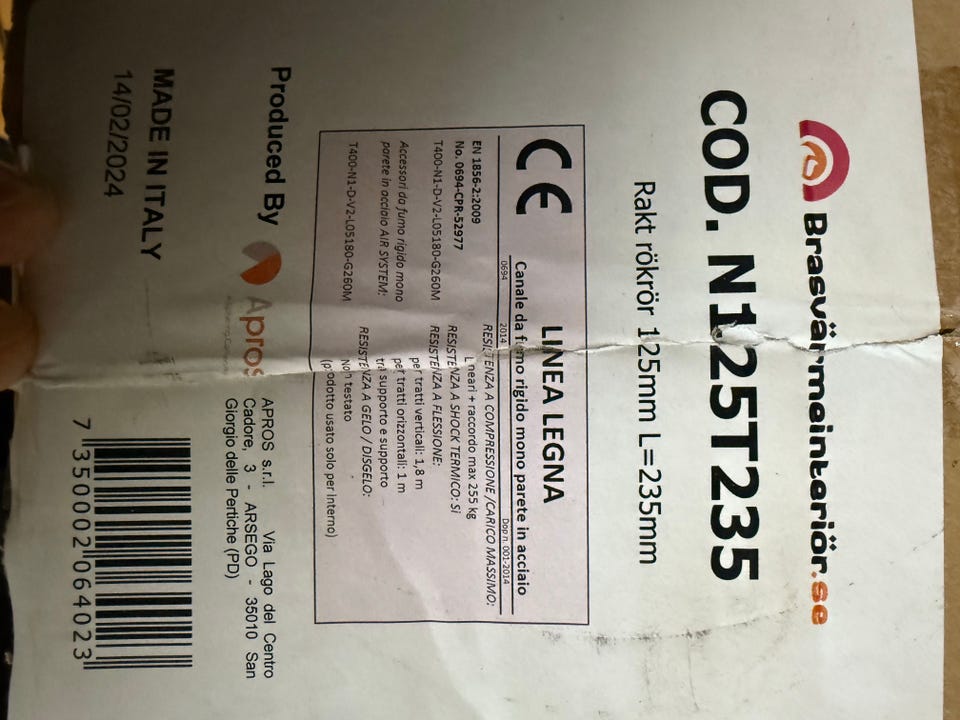 Brasvärmeinteriör.se
COD. N125T235
Rakt rökrör 125mm L=235mm
CE
LINEA LEGNA
Canale da fumo rigido mono parete in acciaio
0694
2014
Dop n. 001-2014
EN 1856-2:2009
No. 0694-CPR-52977
T400-N1-D-V2-L05180-G260M
Accessori da fumo rigido mono
parete in acciaio AIR SYSTEM:
T400-N1-D-V2-L05180-G260M
RESISTENZA A COMPRESSIONE /CARICO MASSIMO:
Lineari + raccordo max 255 kg
RESISTENZA A SHOCK TERMICO: Si
RESISTENZA A FLESSIONE:
per tratti verticali: 1,8 m
per tratti orizzontali: 1 m
tra supporto e supporto
RESISTENZA A GELO / DISGELO:
Non testato
(prodotto usato solo per interno)
Produced By
Apros
APROS s.r.l. Via Lago del Centro
Cadore, 3 - ARSEGO - 35010 San
Giorgio delle Pertiche (PD)
MADE IN ITALY
14/02/2024
7 350002 064023